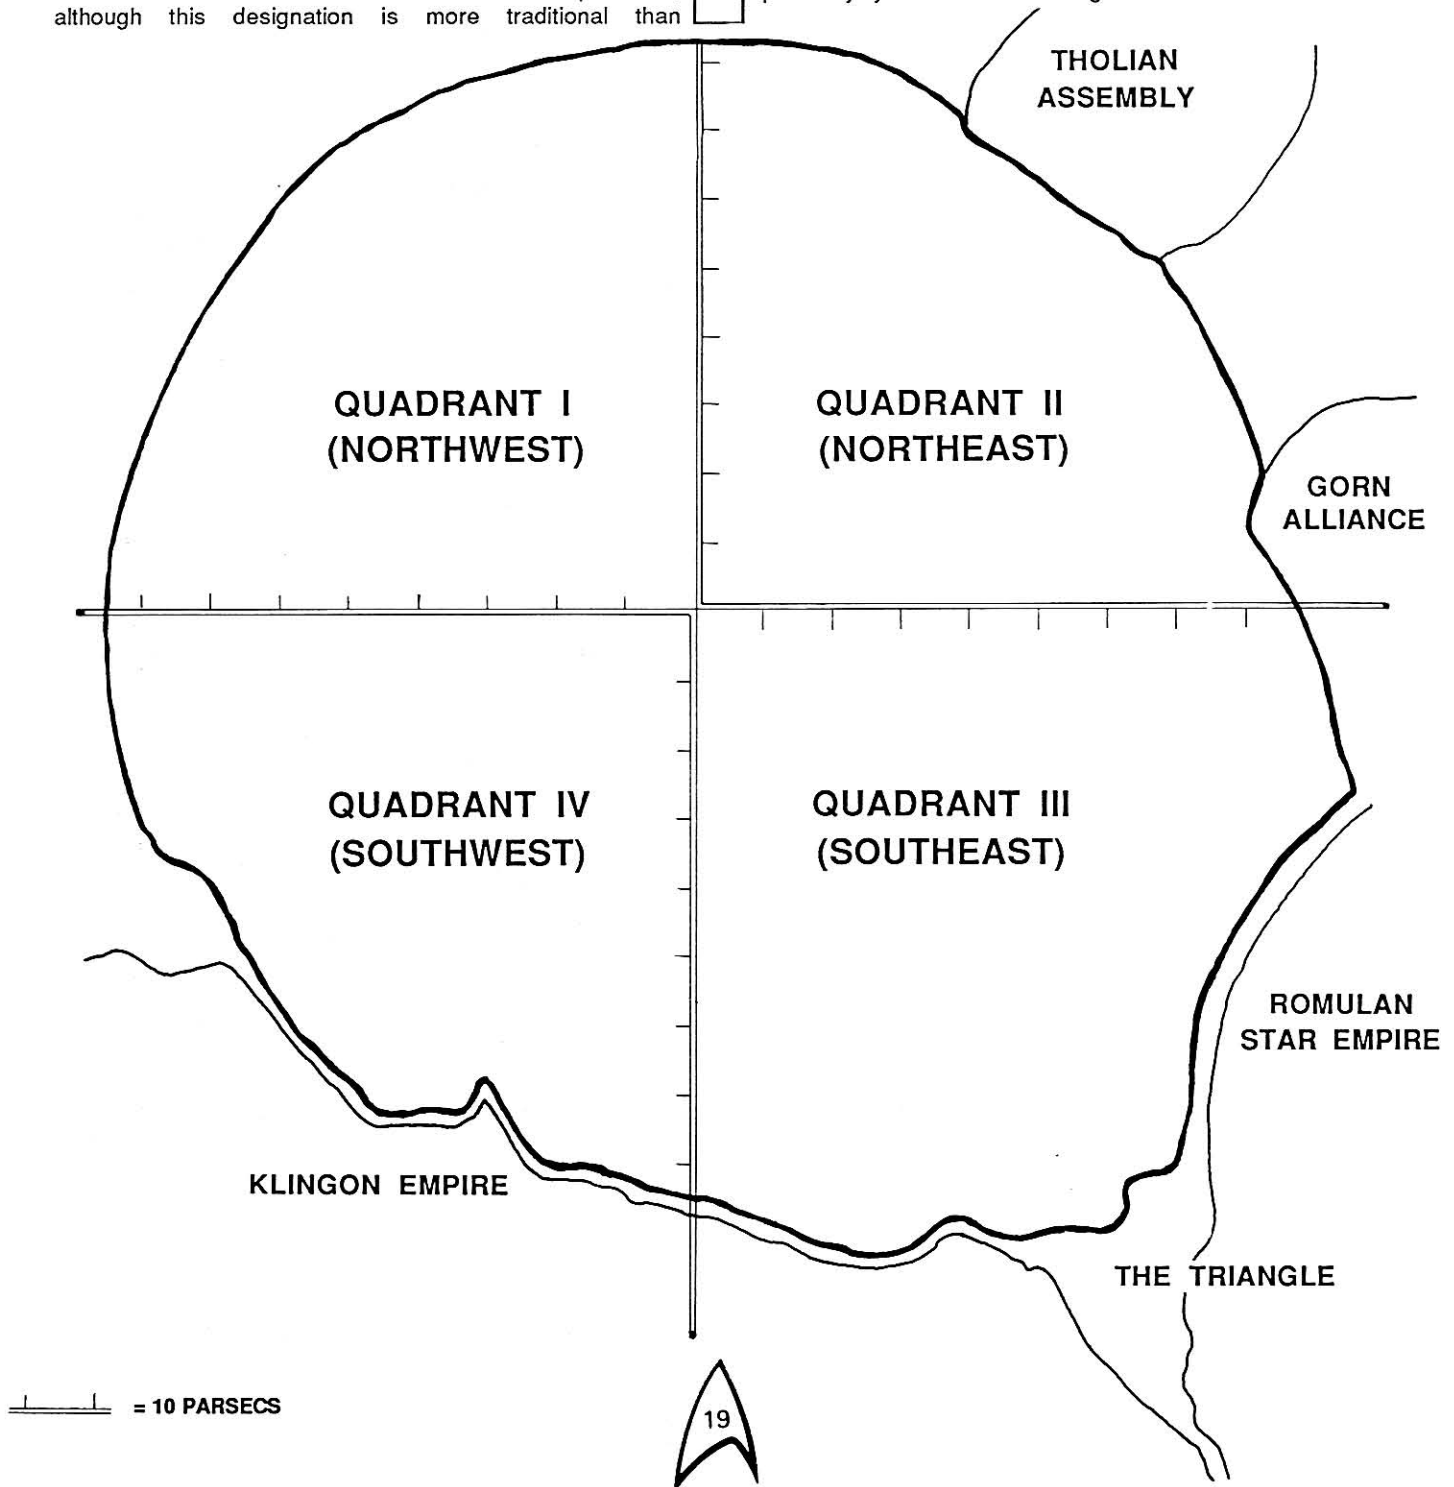 although this designation is more traditional than
THOLIAN
ASSEMBLY
QUADRANT I
(NORTHWEST)
QUADRANT II
(NORTHEAST)
GORN
ALLIANCE
QUADRANT IV
(SOUTHWEST)
QUADRANT III
(SOUTHEAST)
ROMULAN
STAR EMPIRE
KLINGON EMPIRE
THE TRIANGLE
= 10 PARSECS
19